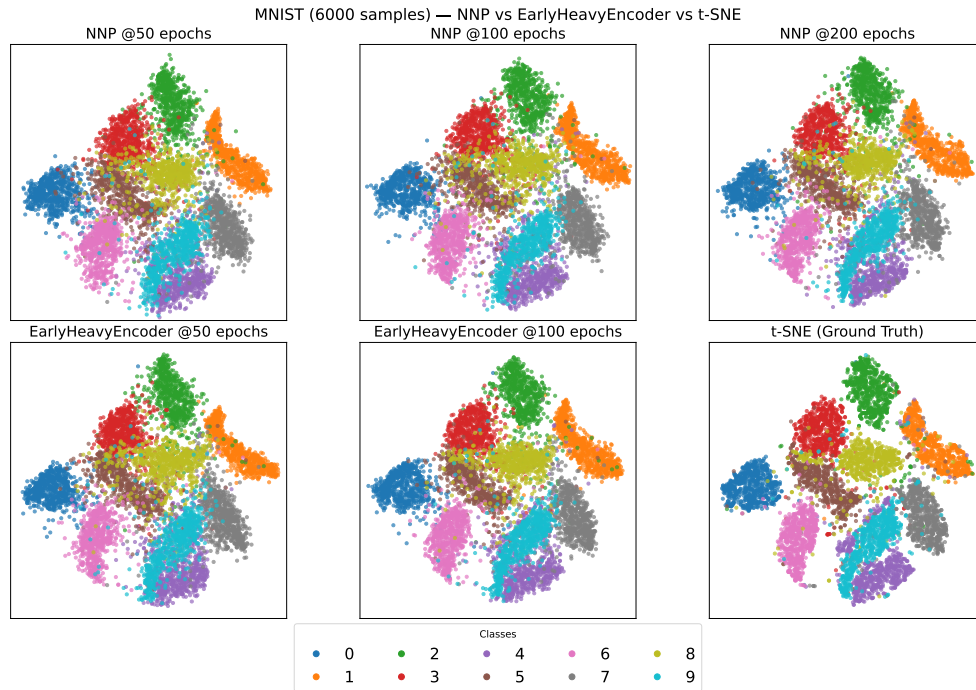 MNIST (6000 samples) — NNP vs EarlyHeavyEncoder vs t-SNE
NNP @50 epochs
NNP @100 epochs
NNP @200 epochs
EarlyHeavyEncoder @50 epochs
EarlyHeavyEncoder @100 epochs
t-SNE (Ground Truth)
Classes
0 2 4 6 8
1 3 5 7 9